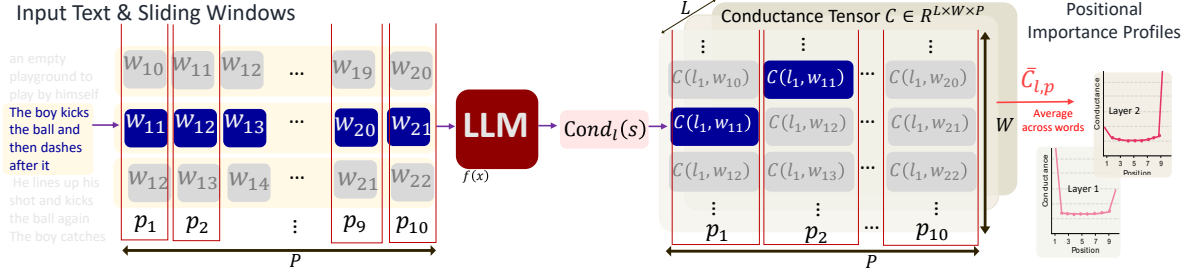 Input Text & Sliding Windows
an empty
playground to
play by himself
The boy kicks
the ball and
then dashes
after it
He lines up his
shot and kicks
the ball again
The boy catches
w10 w11 w12 ... w19 w20
w11 w12 w13 ... w20 w21
w12 w13 w14 ... w21 w22
p1 p2 ⋮ p9 p10
P
LLM
f(x)
Cond_l(s)
L
Conductance Tensor C ∈ R^{L×W×P}
⋮ ⋮ ⋮
C(l1, w10) C(l1, w11) ... C(l1, w20)
C(l1, w11) C(l1, w12) ... C(l1, w21)
C(l1, w12) C(l1, w13) ... C(l1, w22)
⋮ ⋮ ... ⋮
p1 p2 ... p10
P
W
C̄_{l,p}
Average
across words
Positional
Importance Profiles
Conductance
Layer 2
1 3 5 7 9
Position
Conductance
Layer 1
1 3 5 7 9
Position